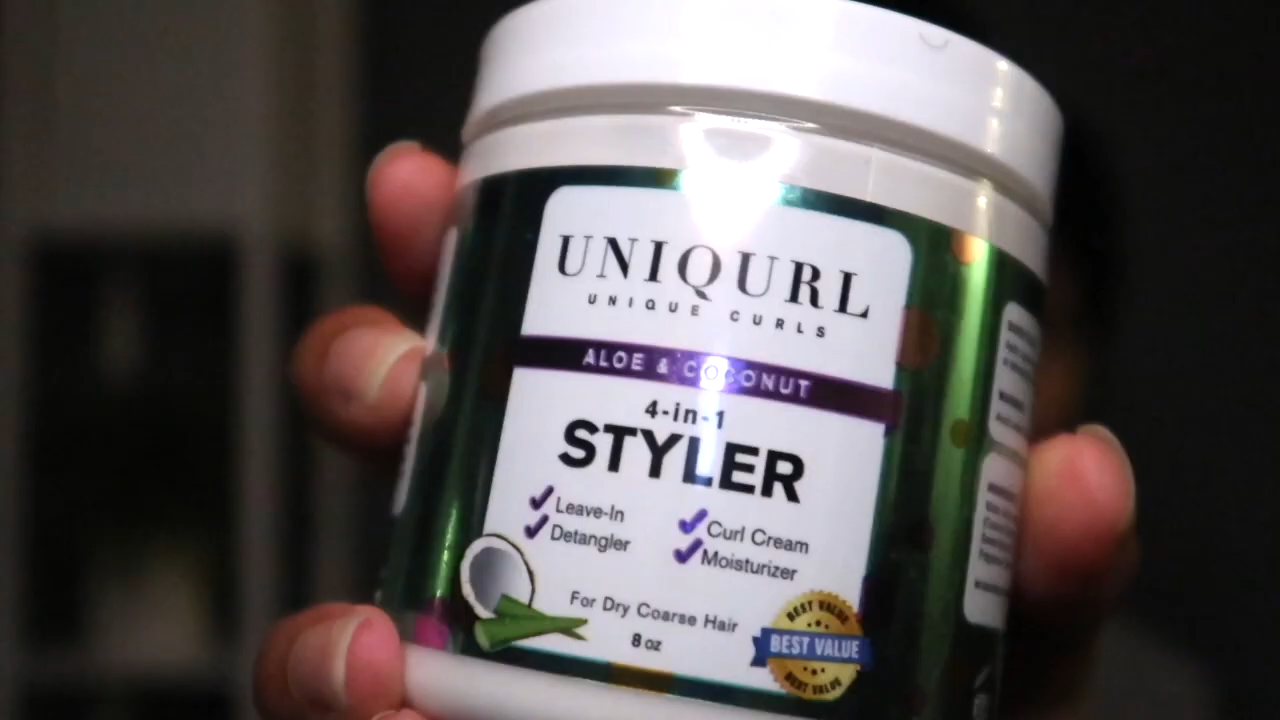 UNIQURL
UNIQUE CURLS
ALOE & COCONUT
4-in-1
STYLER
Leave-In
Detangler
Curl Cream
Moisturizer
For Dry Coarse Hair
8 oz
BEST VALUE
BEST VALUE
BEST VALUE